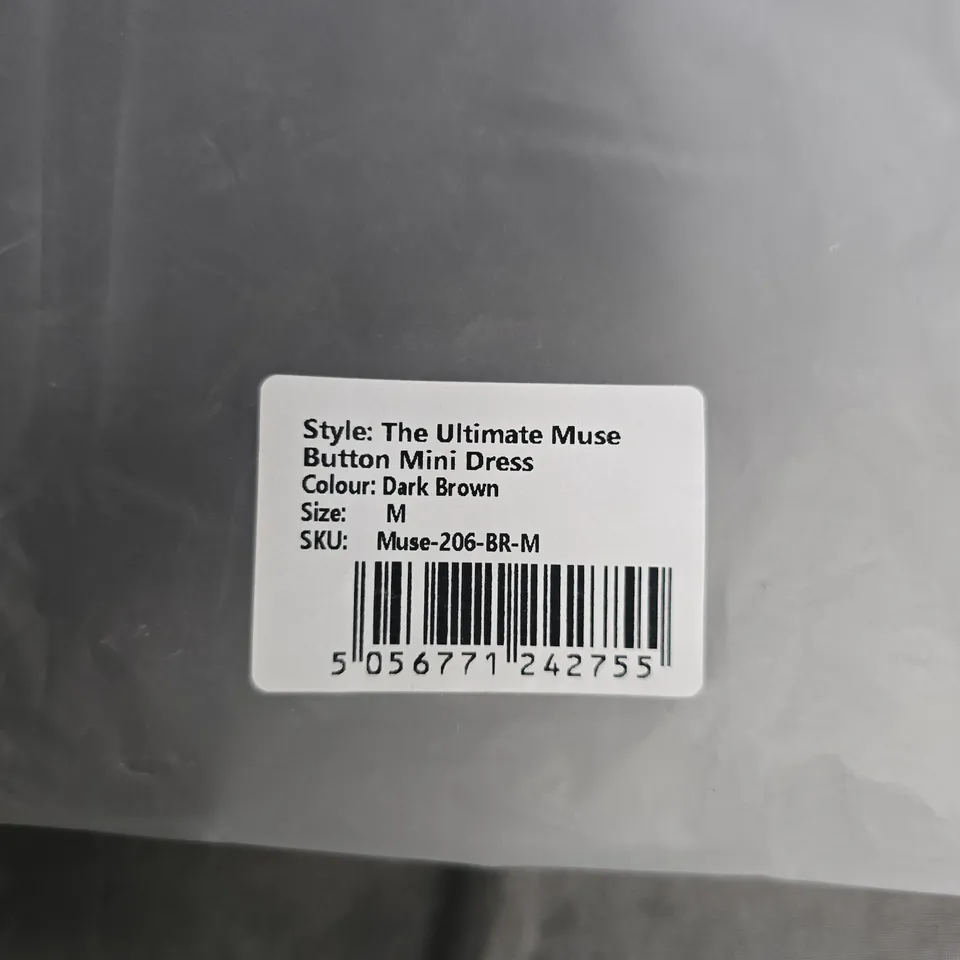 Style: The Ultimate Muse
Button Mini Dress
Colour: Dark Brown
Size: M
SKU: Muse-206-BR-M
5 056771 242755